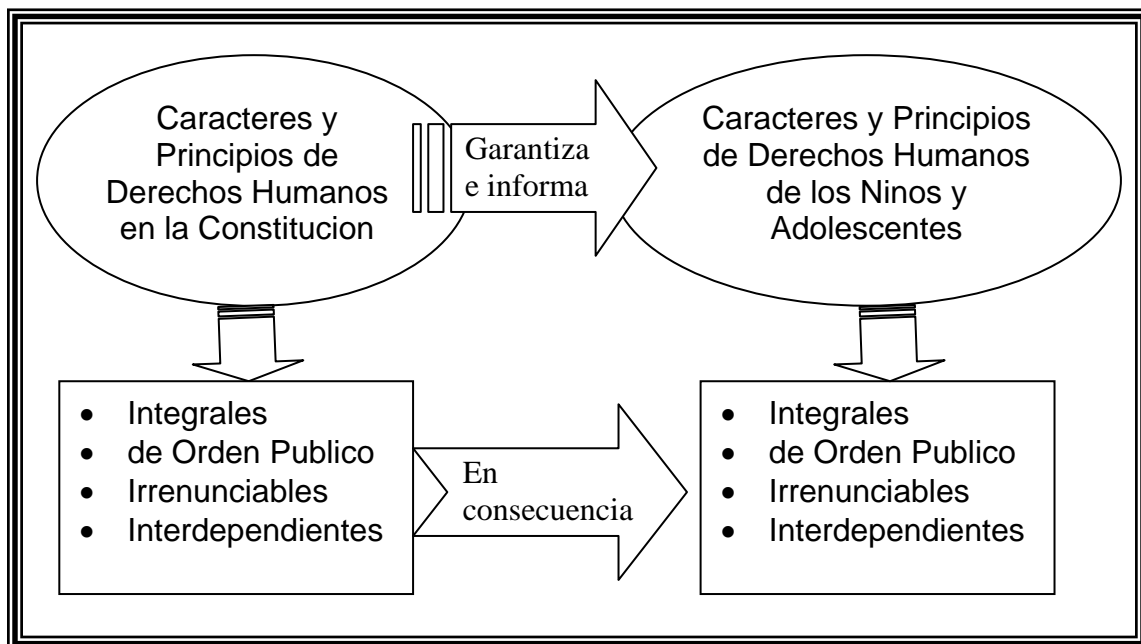 Caracteres y
Principios de
Derechos Humanos
en la Constitucion
Garantiza
e informa
Caracteres y Principios
de Derechos Humanos
de los Ninos y
Adolescentes
• Integrales
• de Orden Publico
• Irrenunciables
• Interdependientes
En
consecuencia
• Integrales
• de Orden Publico
• Irrenunciables
• Interdependientes